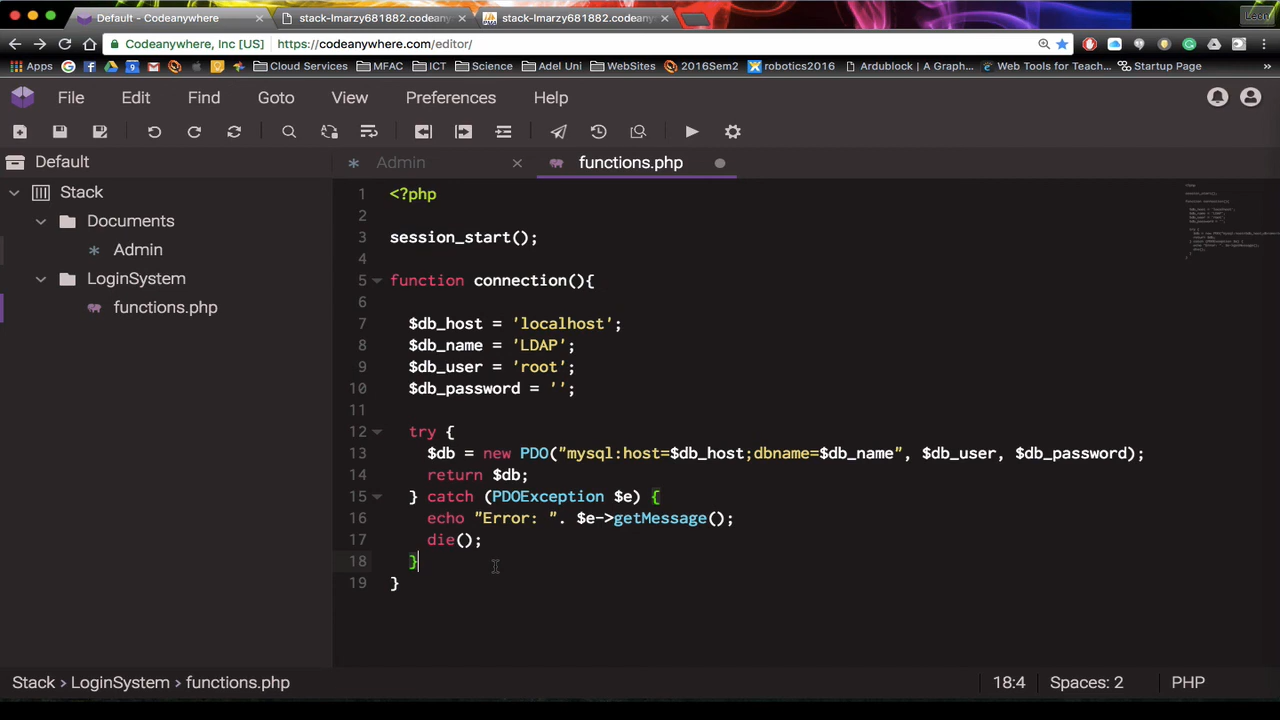 Default - Codeanywhere
stack-lmarzy681882.codeany
stack-lmarzy681882.codeany
Leon
Codeanywhere, Inc [US]
https://codeanywhere.com/editor/
Apps
Cloud Services
MFAC
ICT
Science
Adel Uni
WebSites
2016Sem2
robotics2016
Ardublock | A Graph...
Web Tools for Teach...
Startup Page
»
File
Edit
Find
Goto
View
Preferences
Help
Default
Stack
Documents
Admin
LoginSystem
functions.php
Admin
functions.php
1 <?php
2
3 session_start();
4
5 function connection(){
6
7 $db_host = 'localhost';
8 $db_name = 'LDAP';
9 $db_user = 'root';
10 $db_password = '';
11
12 try {
13 $db = new PDO("mysql:host=$db_host;dbname=$db_name", $db_user, $db_password);
14 return $db;
15 } catch (PDOException $e) {
16 echo "Error: ". $e->getMessage();
17 die();
18 }
19 }
Stack > LoginSystem > functions.php
18:4
Spaces: 2
PHP